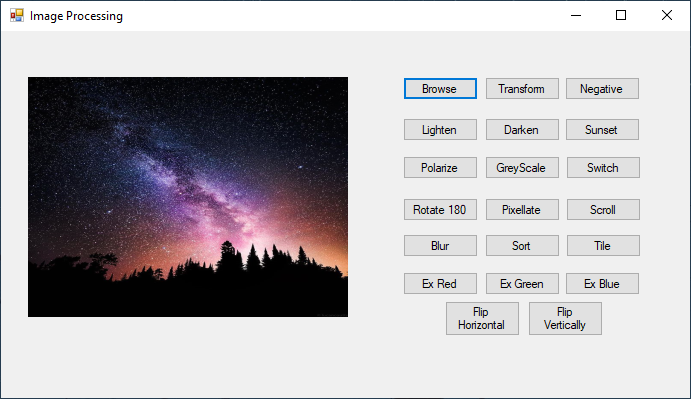 Image Processing
Browse
Transform
Negative
Lighten
Darken
Sunset
Polarize
GreyScale
Switch
Rotate 180
Pixellate
Scroll
Blur
Sort
Tile
Ex Red
Ex Green
Ex Blue
Flip
Horizontal
Flip
Vertically